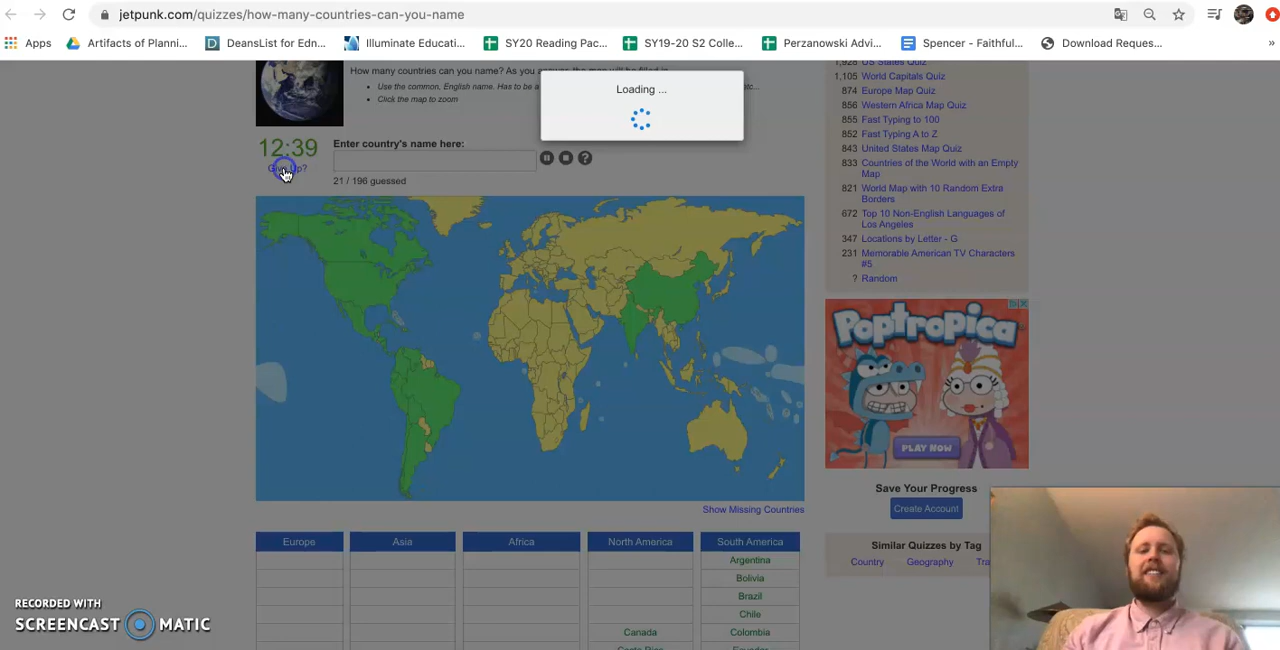 jetpunk.com/quizzes/how-many-countries-can-you-name
Apps
Artifacts of Planni...
DeansList for Edn...
Illuminate Educati...
SY20 Reading Pac...
SY19-20 S2 Colle...
Perzanowski Advi...
Spencer - Faithful...
Download Reques...
»
How many countries can you name? As you
Use the common, English name. Has to be a
etc...
Click the map to zoom
Loading ...
12:39
Give Up?
Enter country's name here:
21 / 196 guessed
Show Missing Countries
Europe Asia Africa North America South America
Argentina
Bolivia
Brazil
Chile
Canada Colombia
1,928 US States Quiz
1,105 World Capitals Quiz
874 Europe Map Quiz
856 Western Africa Map Quiz
855 Fast Typing to 100
852 Fast Typing A to Z
843 United States Map Quiz
833 Countries of the World with an Empty
Map
821 World Map with 10 Random Extra
Borders
672 Top 10 Non-English Languages of
Los Angeles
347 Locations by Letter - G
231 Memorable American TV Characters
#5
? Random
Poptropica
PLAY NOW
Save Your Progress
Create Account
Similar Quizzes by Tag
Country Geography
RECORDED WITH
SCREENCAST MATIC